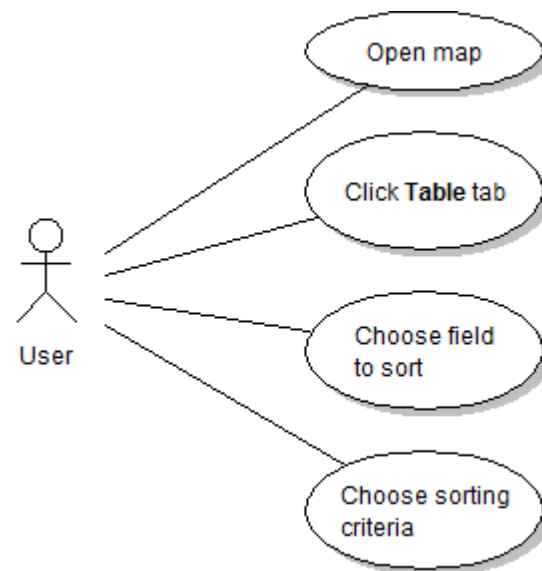 Open map
Click Table tab
User
Choose field
to sort
Choose sorting
criteria